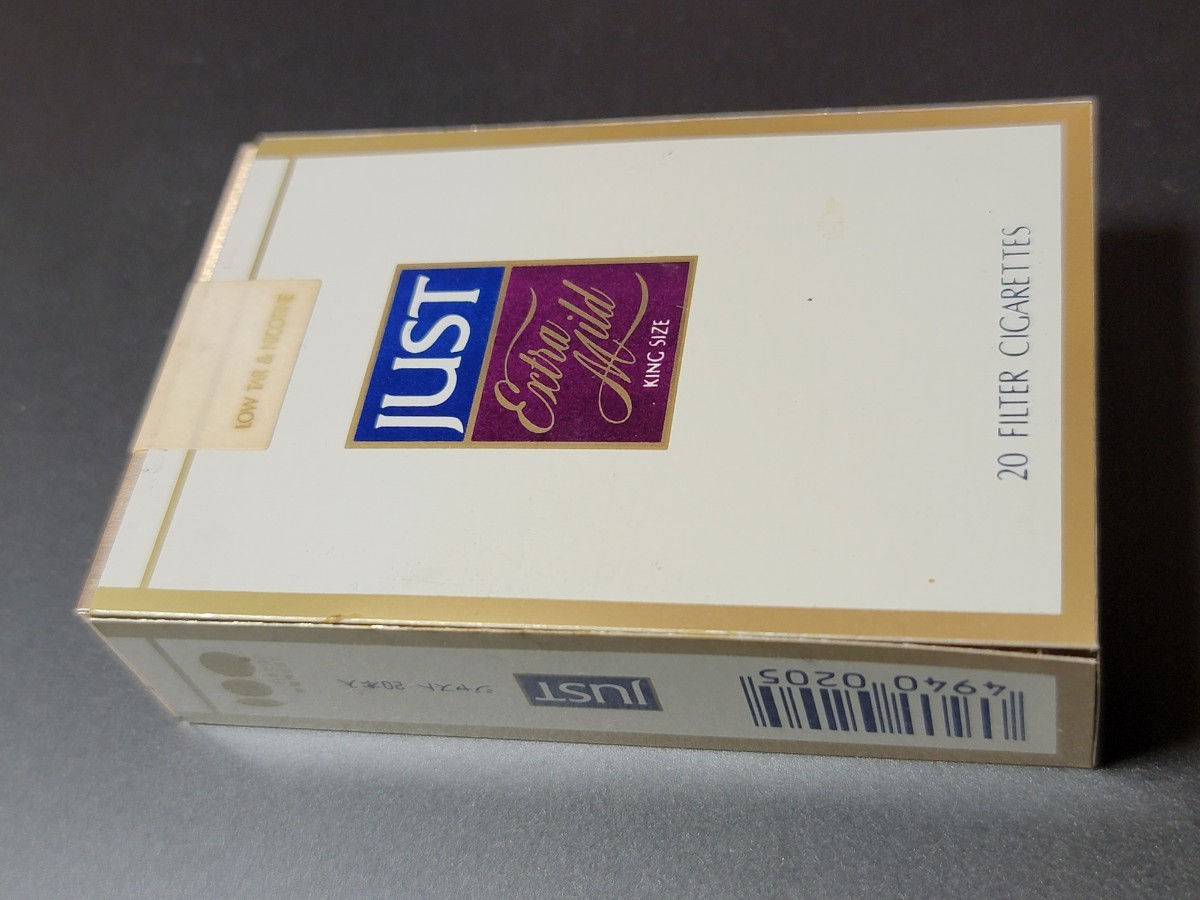 LOW TAR & NICOTINE
JUST
Extra
Mild
KING SIZE
20 FILTER CIGARETTES
ジャスト 20本入
JUST
4940 0205